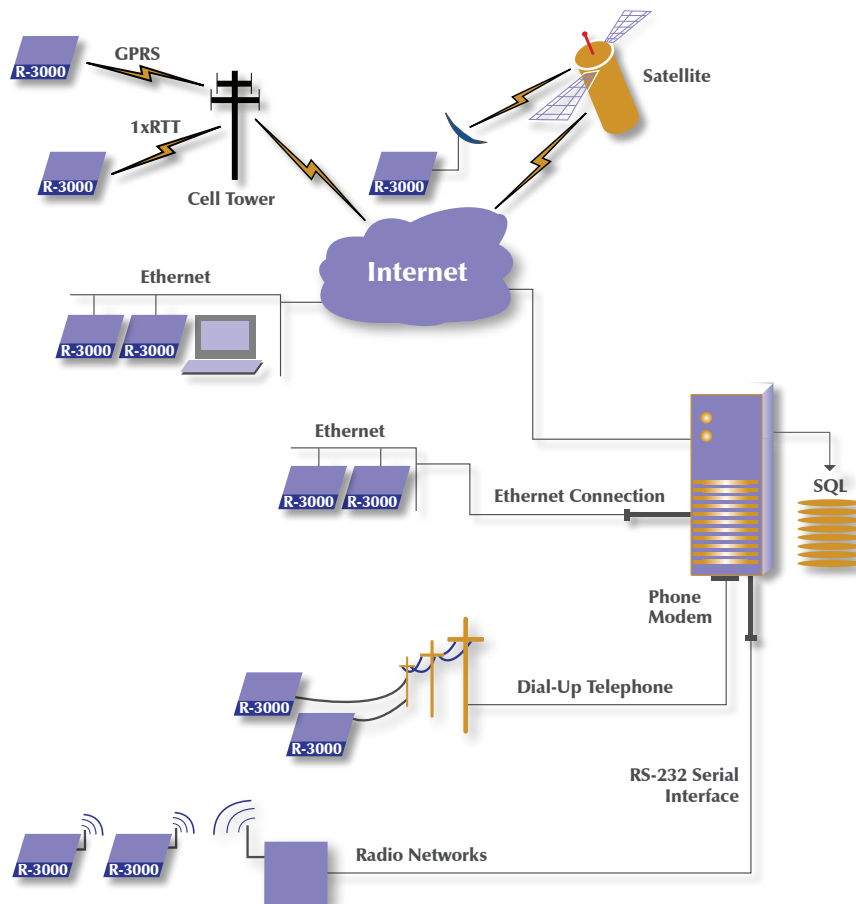 GPRS
R-3000
Satellite
1xRTT
R-3000
R-3000
Cell Tower
Internet
Ethernet
R-3000
R-3000
Ethernet
R-3000
R-3000
Ethernet Connection
SQL
Phone
Modem
Dial-Up Telephone
R-3000
R-3000
RS-232 Serial
Interface
Radio Networks
R-3000
R-3000